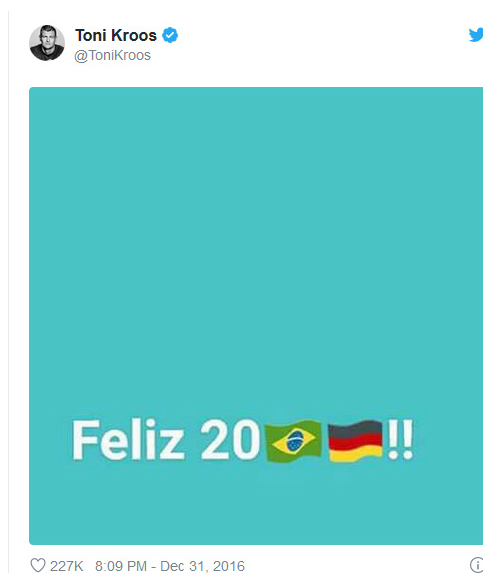 Toni Kroos
@ToniKroos
Feliz 20🇧🇷🇩🇪!!
227K 8:09 PM - Dec 31, 2016